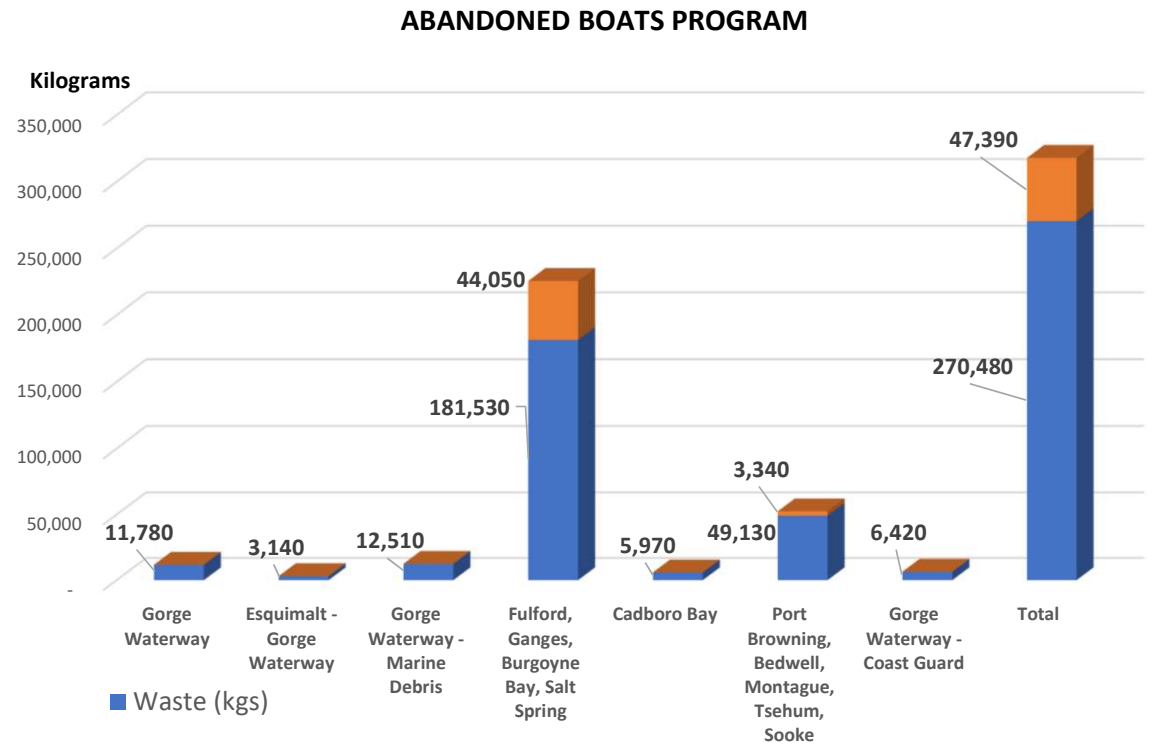 ABANDONED BOATS PROGRAM
Kilograms
350,000
300,000
250,000
200,000
150,000
100,000
50,000
-
11,780
3,140
12,510
44,050
181,530
5,970
3,340
49,130
6,420
47,390
270,480
Gorge
Waterway
Esquimalt -
Gorge
Waterway
Gorge
Waterway -
Marine
Debris
Fulford,
Ganges,
Burgoyne
Bay, Salt
Spring
Cadboro Bay
Port
Browning,
Bedwell,
Montague,
Tsehum,
Sooke
Gorge
Waterway -
Coast Guard
Total
Waste (kgs)